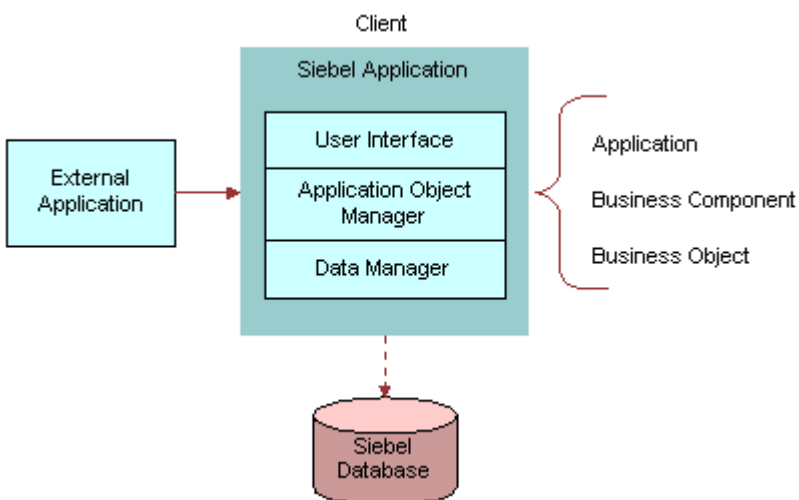 Client
Siebel Application
User Interface
Application Object
Manager
Data Manager
External
Application
Application
Business Component
Business Object
Siebel
Database